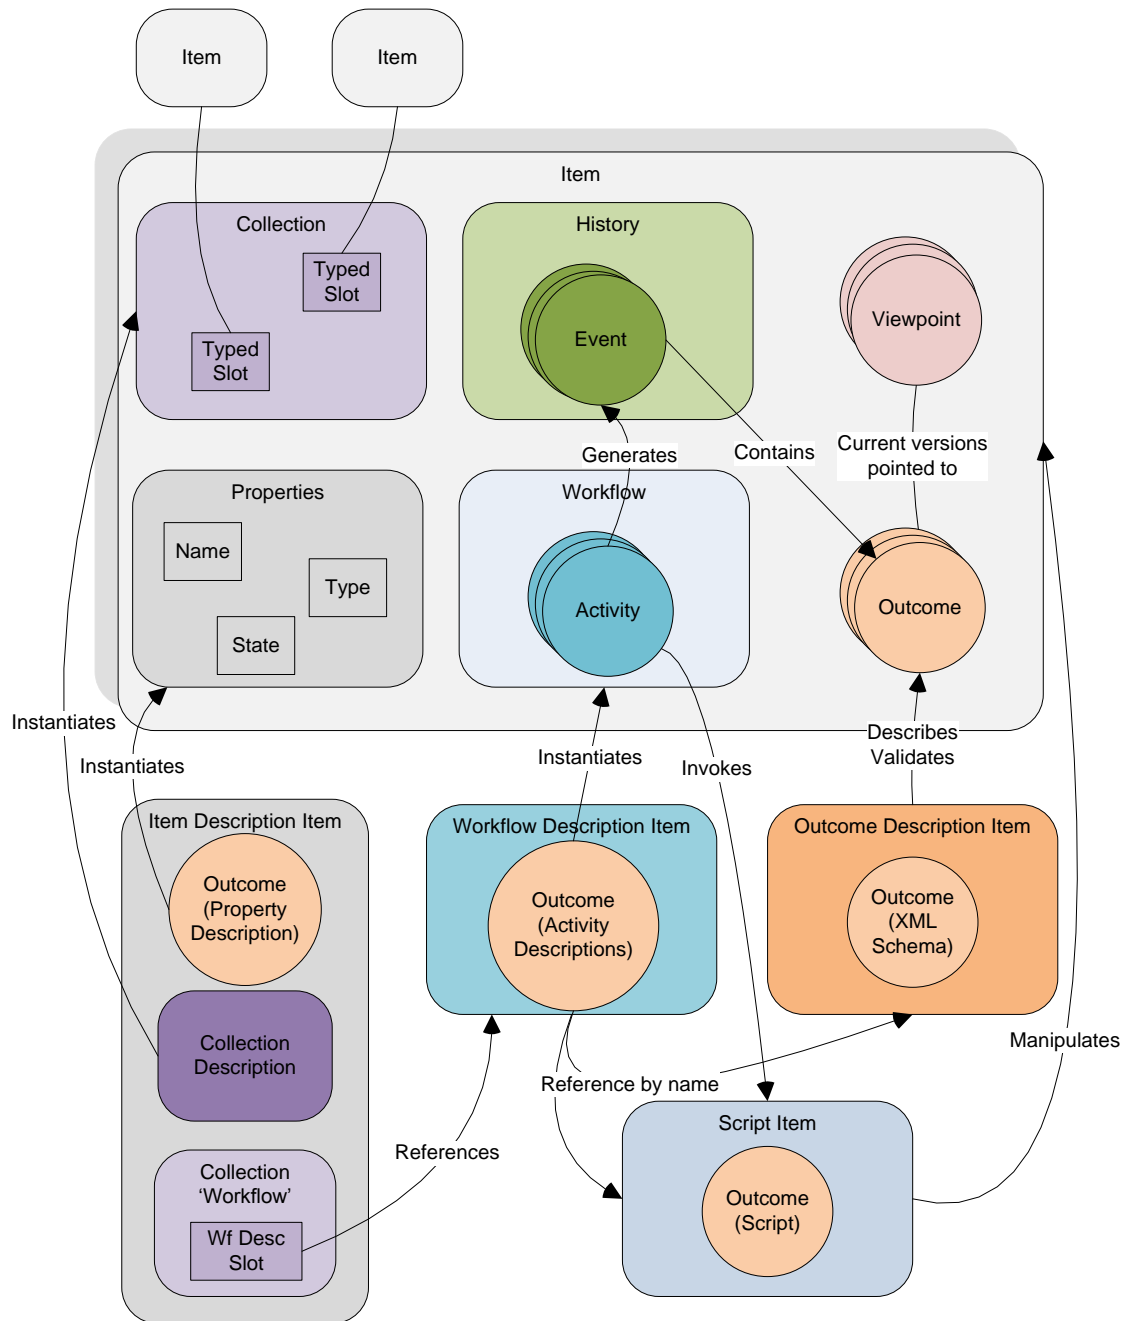 Item
Item
Item
Collection
History
Typed
Slot
Typed
Slot
Event
Viewpoint
Generates
Contains
Current versions
pointed to
Properties
Workflow
Name
Type
State
Activity
Outcome
Instantiates
Instantiates
Instantiates
Invokes
Describes
Validates
Item Description Item
Workflow Description Item
Outcome Description Item
Outcome
(Property
Description)
Outcome
(Activity
Descriptions)
Outcome
(XML
Schema)
Collection
Description
Manipulates
Reference by name
Script Item
References
Collection
‘Workflow’
Wf Desc
Slot
Outcome
(Script)